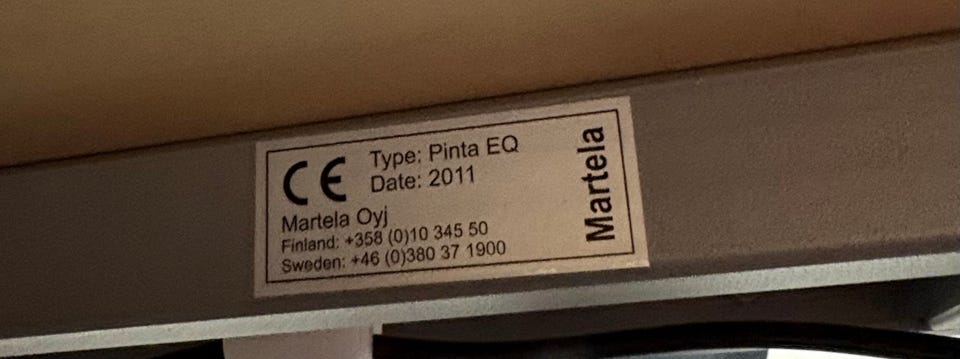 CE
Type: Pinta EQ
Date: 2011
Martela Oyj
Finland: +358 (0)10 345 50
Sweden: +46 (0)380 37 1900
Martela